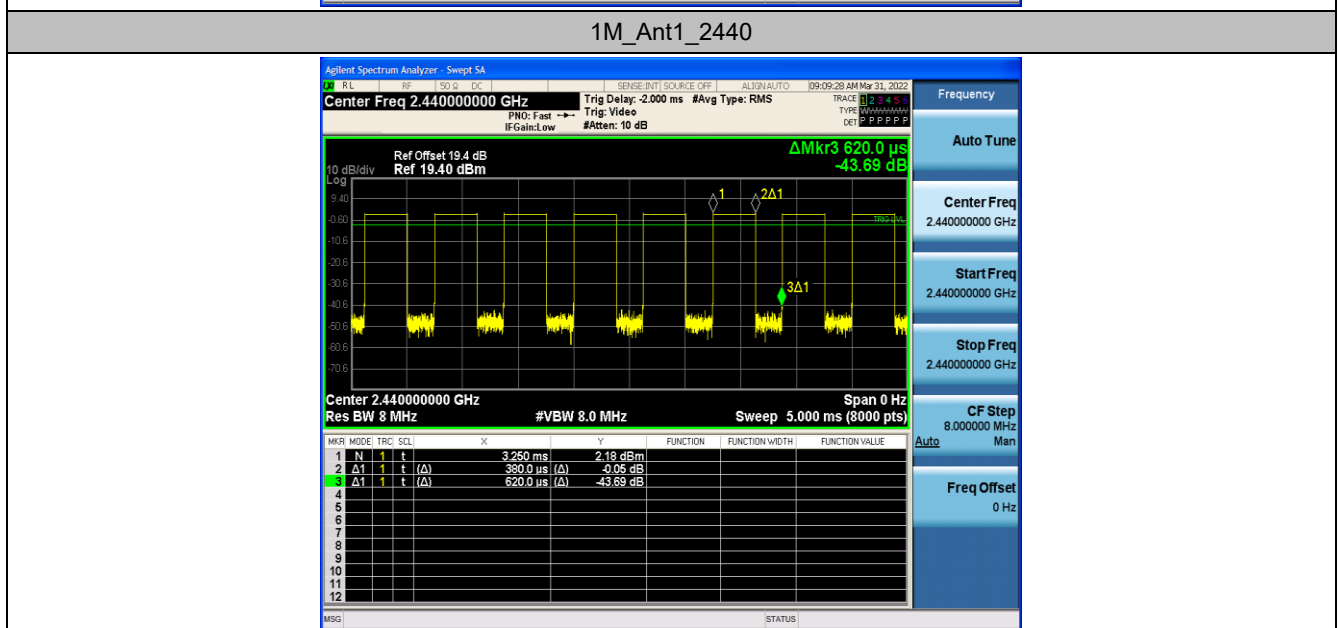 1M_Ant1_2440
Agilent Spectrum Analyzer - Swept SA
RL RF 50 Ω DC SENSE:INT SOURCE OFF ALIGN AUTO 09:09:28 AM Mar 31, 2022
Center Freq 2.440000000 GHz Trig Delay: -2.000 ms #Avg Type: RMS TRACE 1 2 3 4 5 6
PNO: Fast Trig: Video TYPE WWWWWW
IFGain:Low #Atten: 10 dB DET P P P P P P
Frequency
Auto Tune
Center Freq
2.440000000 GHz
Start Freq
2.440000000 GHz
Stop Freq
2.440000000 GHz
CF Step
8.000000 MHz
Auto Man
Freq Offset
0 Hz
ΔMkr3 620.0 µs
-43.69 dB
Ref Offset 19.4 dB
10 dB/div Ref 19.40 dBm
Log
9.40
-0.60
-10.6
-20.6
-30.6
-40.6
-50.6
-60.6
-70.6
1
2Δ1
TRIG LVL
3Δ1
Center 2.440000000 GHz Span 0 Hz
Res BW 8 MHz #VBW 8.0 MHz Sweep 5.000 ms (8000 pts)
MKR MODE TRC SCL X Y FUNCTION FUNCTION WIDTH FUNCTION VALUE
1 N 1 t 3.250 ms 2.18 dBm
2 Δ1 1 t (Δ) 380.0 µs (Δ) -0.05 dB
3 Δ1 1 t (Δ) 620.0 µs (Δ) -43.69 dB
4
5
6
7
8
9
10
11
12
MSG STATUS